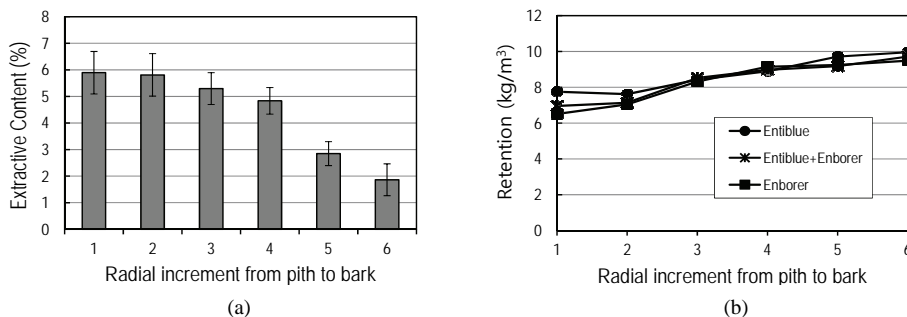 8
7
6
5
4
3
2
1
0
Extractive Content (%)
1 2 3 4 5 6
Radial increment from pith to bark
(a)
12
10
8
6
4
2
0
Retention (kg/m³)
Entiblue
Entiblue+Enborer
Enborer
1 2 3 4 5 6
Radial increment from pith to bark
(b)